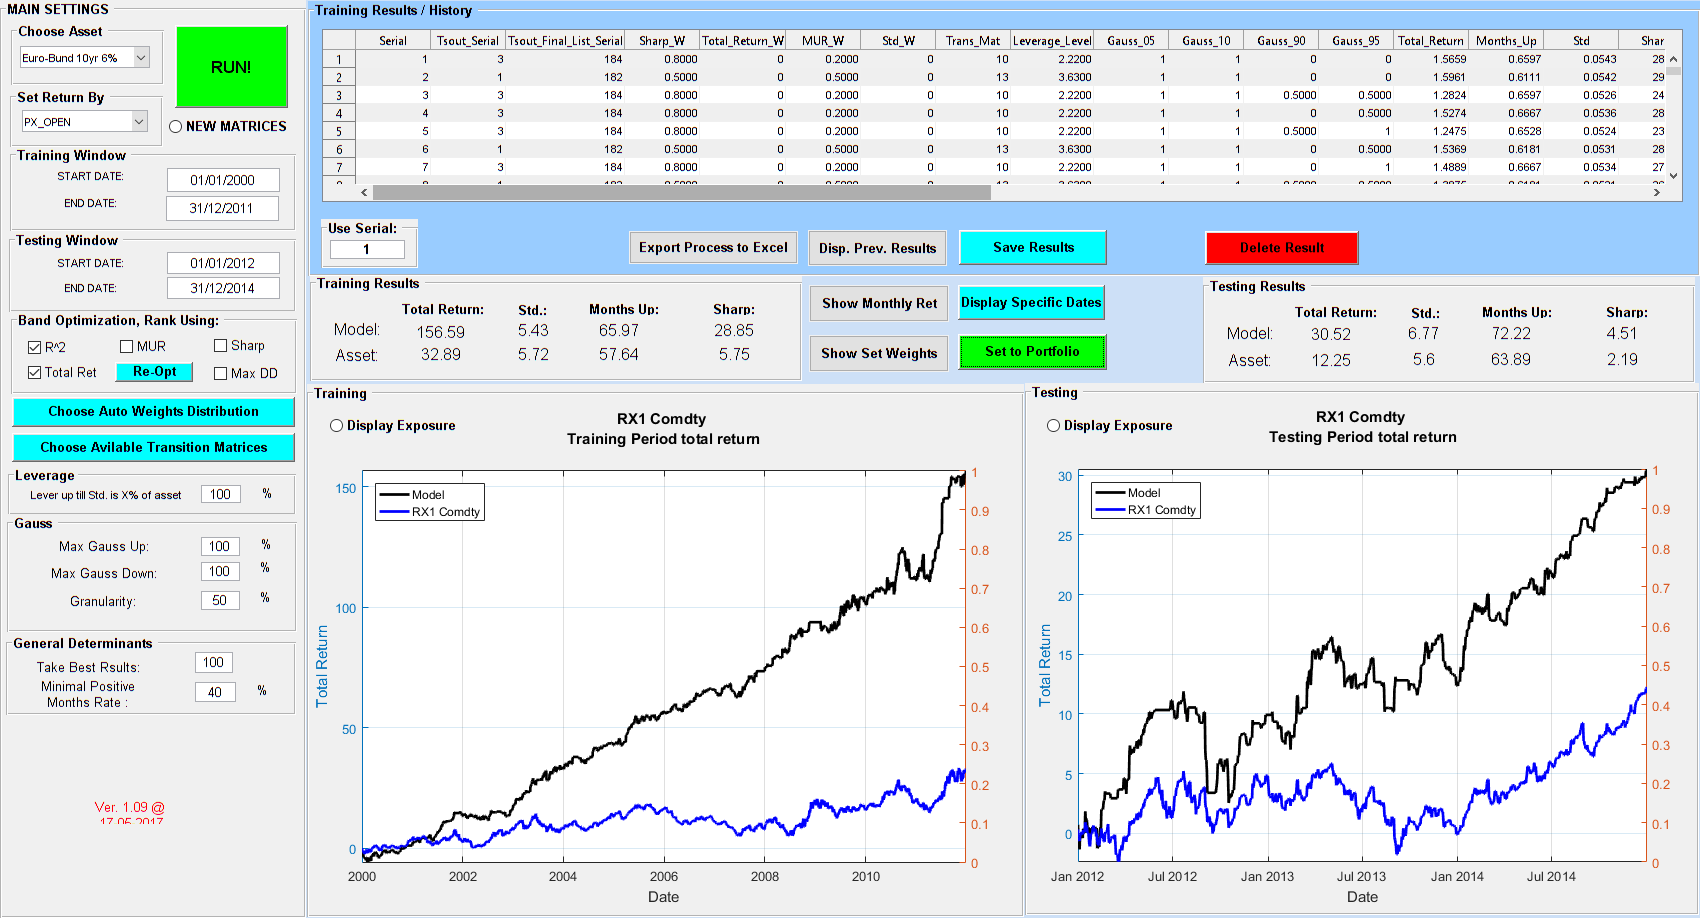 MAIN SETTINGS
Choose Asset
Euro-Bund 10yr 6%
RUN!
Set Return By
PX_OPEN
NEW MATRICES
Training Window
START DATE: 01/01/2000
END DATE: 31/12/2011
Testing Window
START DATE: 01/01/2012
END DATE: 31/12/2014
Band Optimization, Rank Using:
R^2 MUR Sharp
Total Ret Re-Opt Max DD
Choose Auto Weights Distribution
Choose Avilable Transition Matrices
Leverage
Lever up till Std. is X% of asset 100 %
Gauss
Max Gauss Up: 100 %
Max Gauss Down: 100 %
Granularity: 50 %
General Determinants
Take Best Rsults: 100
Minimal Positive
Months Rate : 40 %
Ver. 1.09 @
17.05.2017
Training Results / History
Serial Tsout_Serial Tsout_Final_List_Serial Sharp_W Total_Return_W MUR_W Std_W Trans_Mat Leverage_Level Gauss_05 Gauss_10 Gauss_90 Gauss_95 Total_Return Months_Up Std Shar
1 1 3 184 0.8000 0 0.2000 0 10 2.2200 1 1 0 0 1.5659 0.6597 0.0543 28
2 2 1 182 0.5000 0 0.5000 0 13 3.6300 1 1 0 0 1.5961 0.6111 0.0542 29
3 3 3 184 0.8000 0 0.2000 0 10 2.2200 1 1 0.5000 0.5000 1.2824 0.6597 0.0526 24
4 4 3 184 0.8000 0 0.2000 0 10 2.2200 1 1 0 0.5000 1.5274 0.6667 0.0536 28
5 5 3 184 0.8000 0 0.2000 0 10 2.2200 1 1 0.5000 1 1.2475 0.6528 0.0524 23
6 6 1 182 0.5000 0 0.5000 0 13 3.6300 1 1 0 0.5000 1.5369 0.6181 0.0531 28
7 7 3 184 0.8000 0 0.2000 0 10 2.2200 1 1 0 1 1.4889 0.6667 0.0534 27
Use Serial:
1
Export Process to Excel
Disp. Prev. Results
Save Results
Delete Result
Training Results
Total Return: Std.: Months Up: Sharp:
Model: 156.59 5.43 65.97 28.85
Asset: 32.89 5.72 57.64 5.75
Show Monthly Ret
Display Specific Dates
Show Set Weights
Set to Portfolio
Testing Results
Total Return: Std.: Months Up: Sharp:
Model: 30.52 6.77 72.22 4.51
Asset: 12.25 5.6 63.89 2.19
Training
Display Exposure
RX1 Comdty
Training Period total return
Model
RX1 Comdty
Total Return
150
100
50
0
1
0.9
0.8
0.7
0.6
0.5
0.4
0.3
0.2
0.1
0
2000 2002 2004 2006 2008 2010
Date
Testing
Display Exposure
RX1 Comdty
Testing Period total return
Model
RX1 Comdty
Total Return
30
25
20
15
10
5
0
1
0.9
0.8
0.7
0.6
0.5
0.4
0.3
0.2
0.1
0
Jan 2012 Jul 2012 Jan 2013 Jul 2013 Jan 2014 Jul 2014
Date